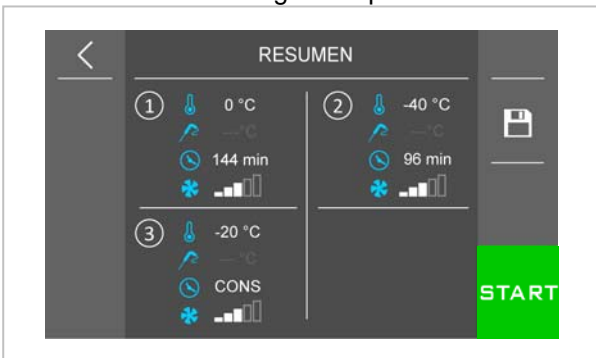 RESUMEN
1
0 °C
---°C
144 min
2
-40 °C
---°C
96 min
3
-20 °C
--- °C
CONS
START